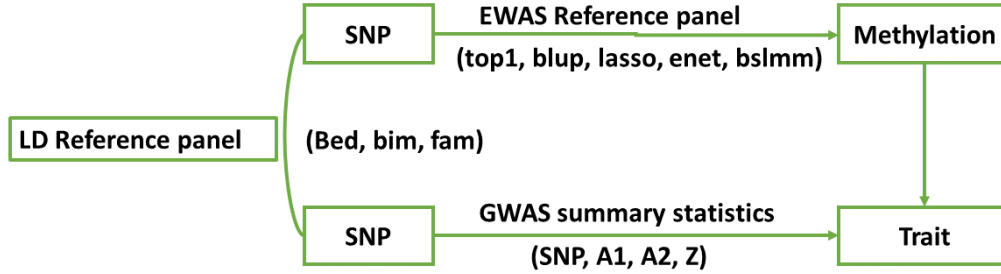 EWAS Reference panel
SNP
Methylation
(top1, blup, lasso, enet, bslmm)
LD Reference panel
(Bed, bim, fam)
GWAS summary statistics
SNP
Trait
(SNP, A1, A2, Z)